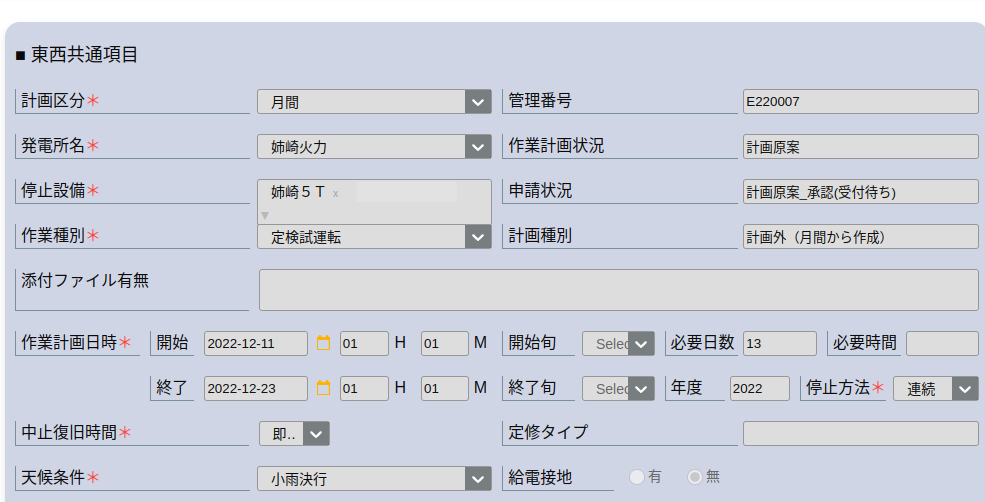 ■ 東西共通項目
計画区分＊ 月間 管理番号 E220007
発電所名＊ 姉崎火力 作業計画状況 計画原案
停止設備＊ 姉崎５Ｔ x 申請状況 計画原案_承認(受付待ち)
作業種別＊ 定検試運転 計画種別 計画外（月間から作成）
添付ファイル有無
作業計画日時＊ 開始 2022-12-11 01 H 01 M 開始旬 Selec 必要日数 13 必要時間
終了 2022-12-23 01 H 01 M 終了旬 Selec 年度 2022 停止方法＊ 連続
中止復旧時間＊ 即.. 定修タイプ
天候条件＊ 小雨決行 給電接地 有 無